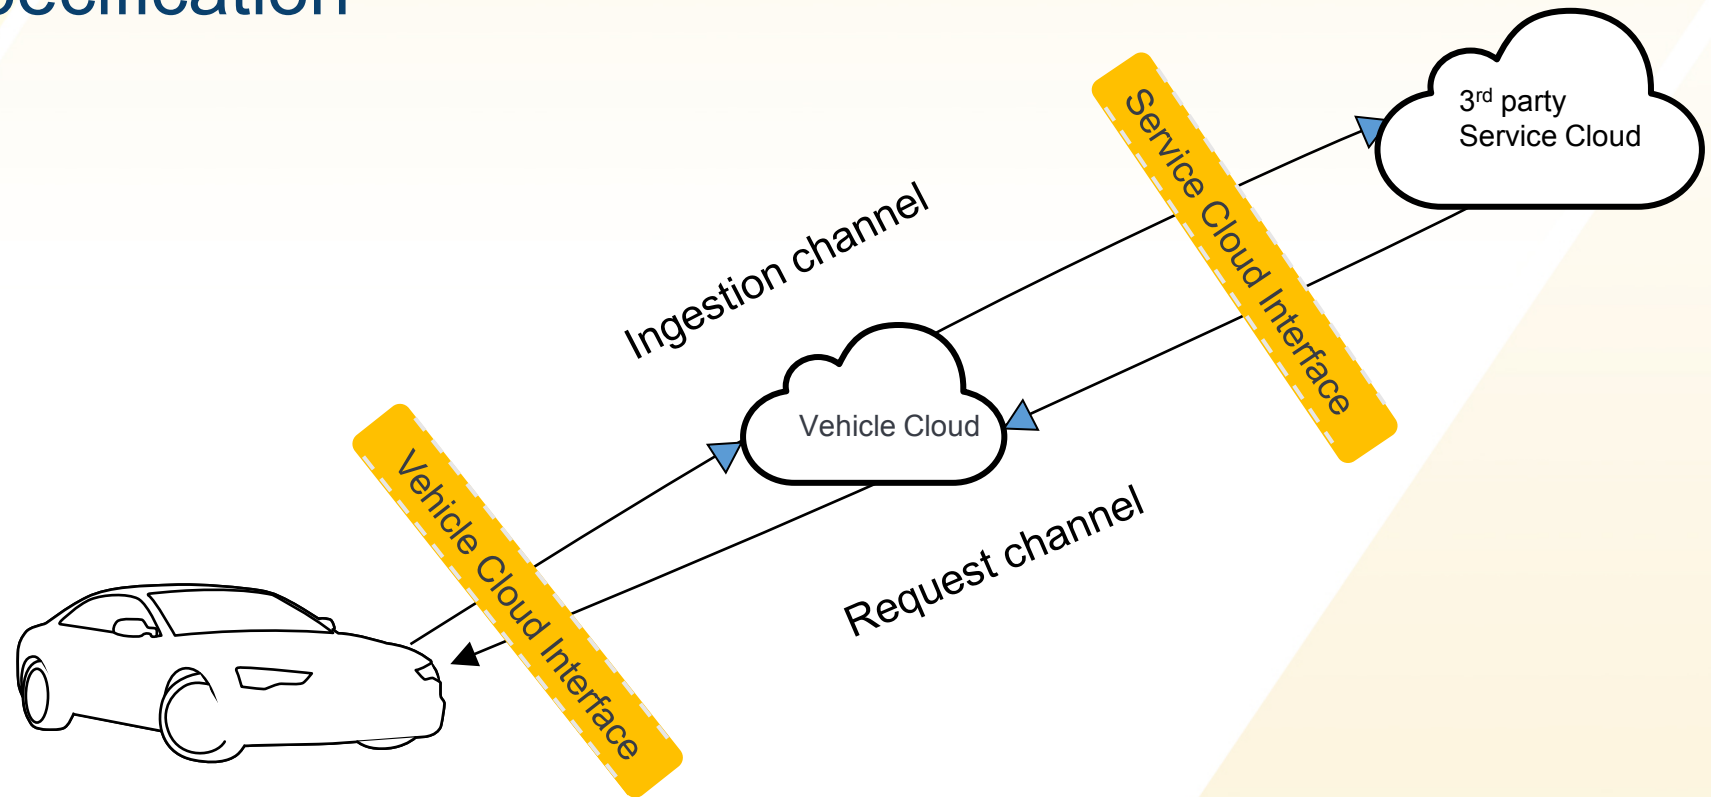 3rd party
Service Cloud
Service Cloud Interface
Ingestion channel
Vehicle Cloud
Vehicle Cloud Interface
Request channel